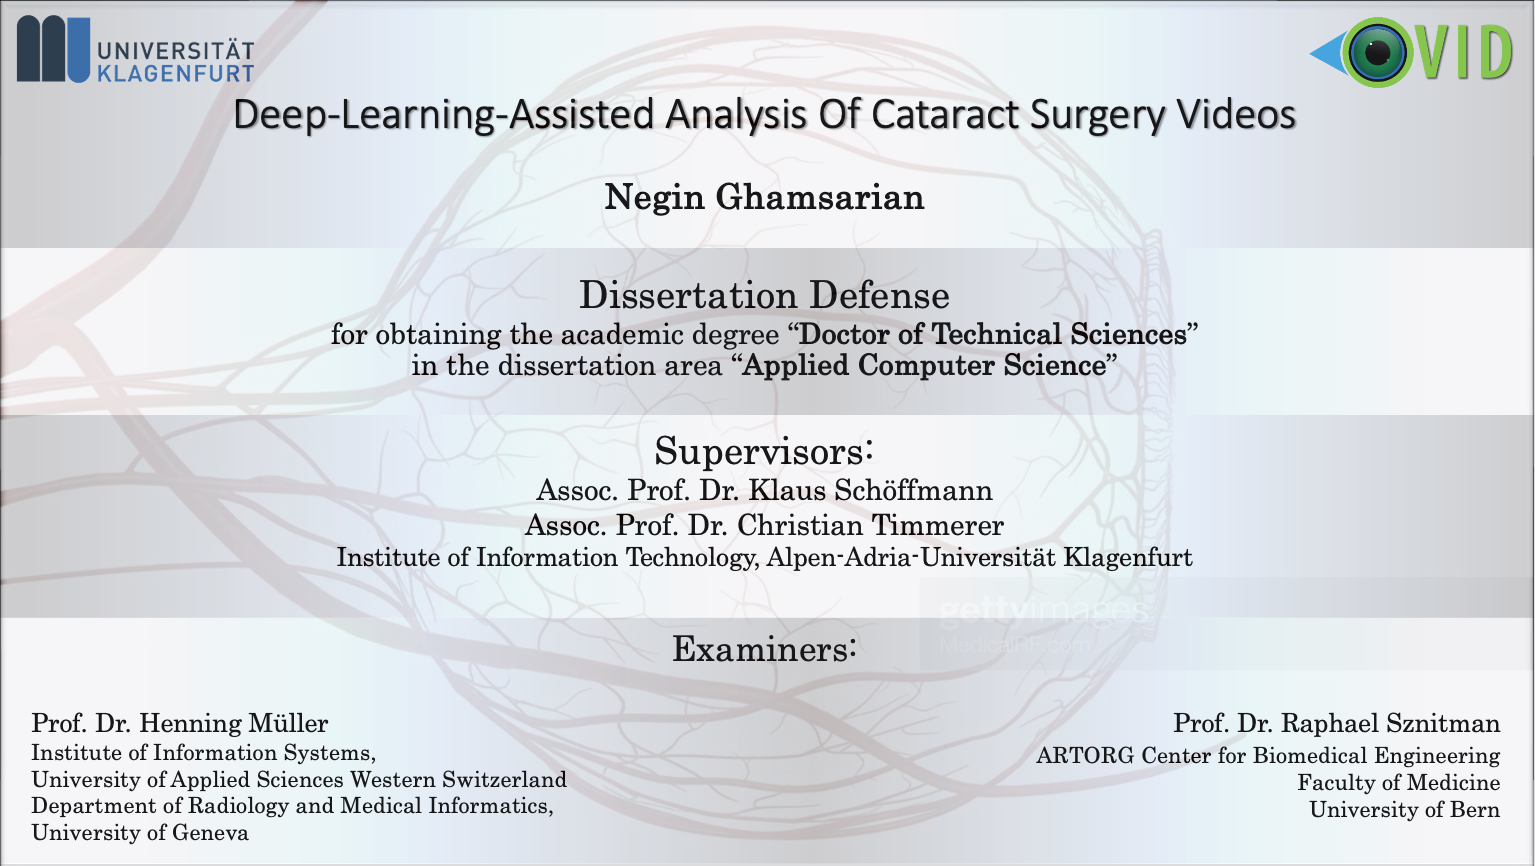 UNIVERSITÄT
KLAGENFURT
OVID
Deep-Learning-Assisted Analysis Of Cataract Surgery Videos
Negin Ghamsarian
Dissertation Defense
for obtaining the academic degree “Doctor of Technical Sciences”
in the dissertation area “Applied Computer Science”
Supervisors:
Assoc. Prof. Dr. Klaus Schöffmann
Assoc. Prof. Dr. Christian Timmerer
Institute of Information Technology, Alpen-Adria-Universität Klagenfurt
gettyimages
MedicalRF.com
Examiners:
Prof. Dr. Henning Müller
Institute of Information Systems,
University of Applied Sciences Western Switzerland
Department of Radiology and Medical Informatics,
University of Geneva
Prof. Dr. Raphael Sznitman
ARTORG Center for Biomedical Engineering
Faculty of Medicine
University of Bern